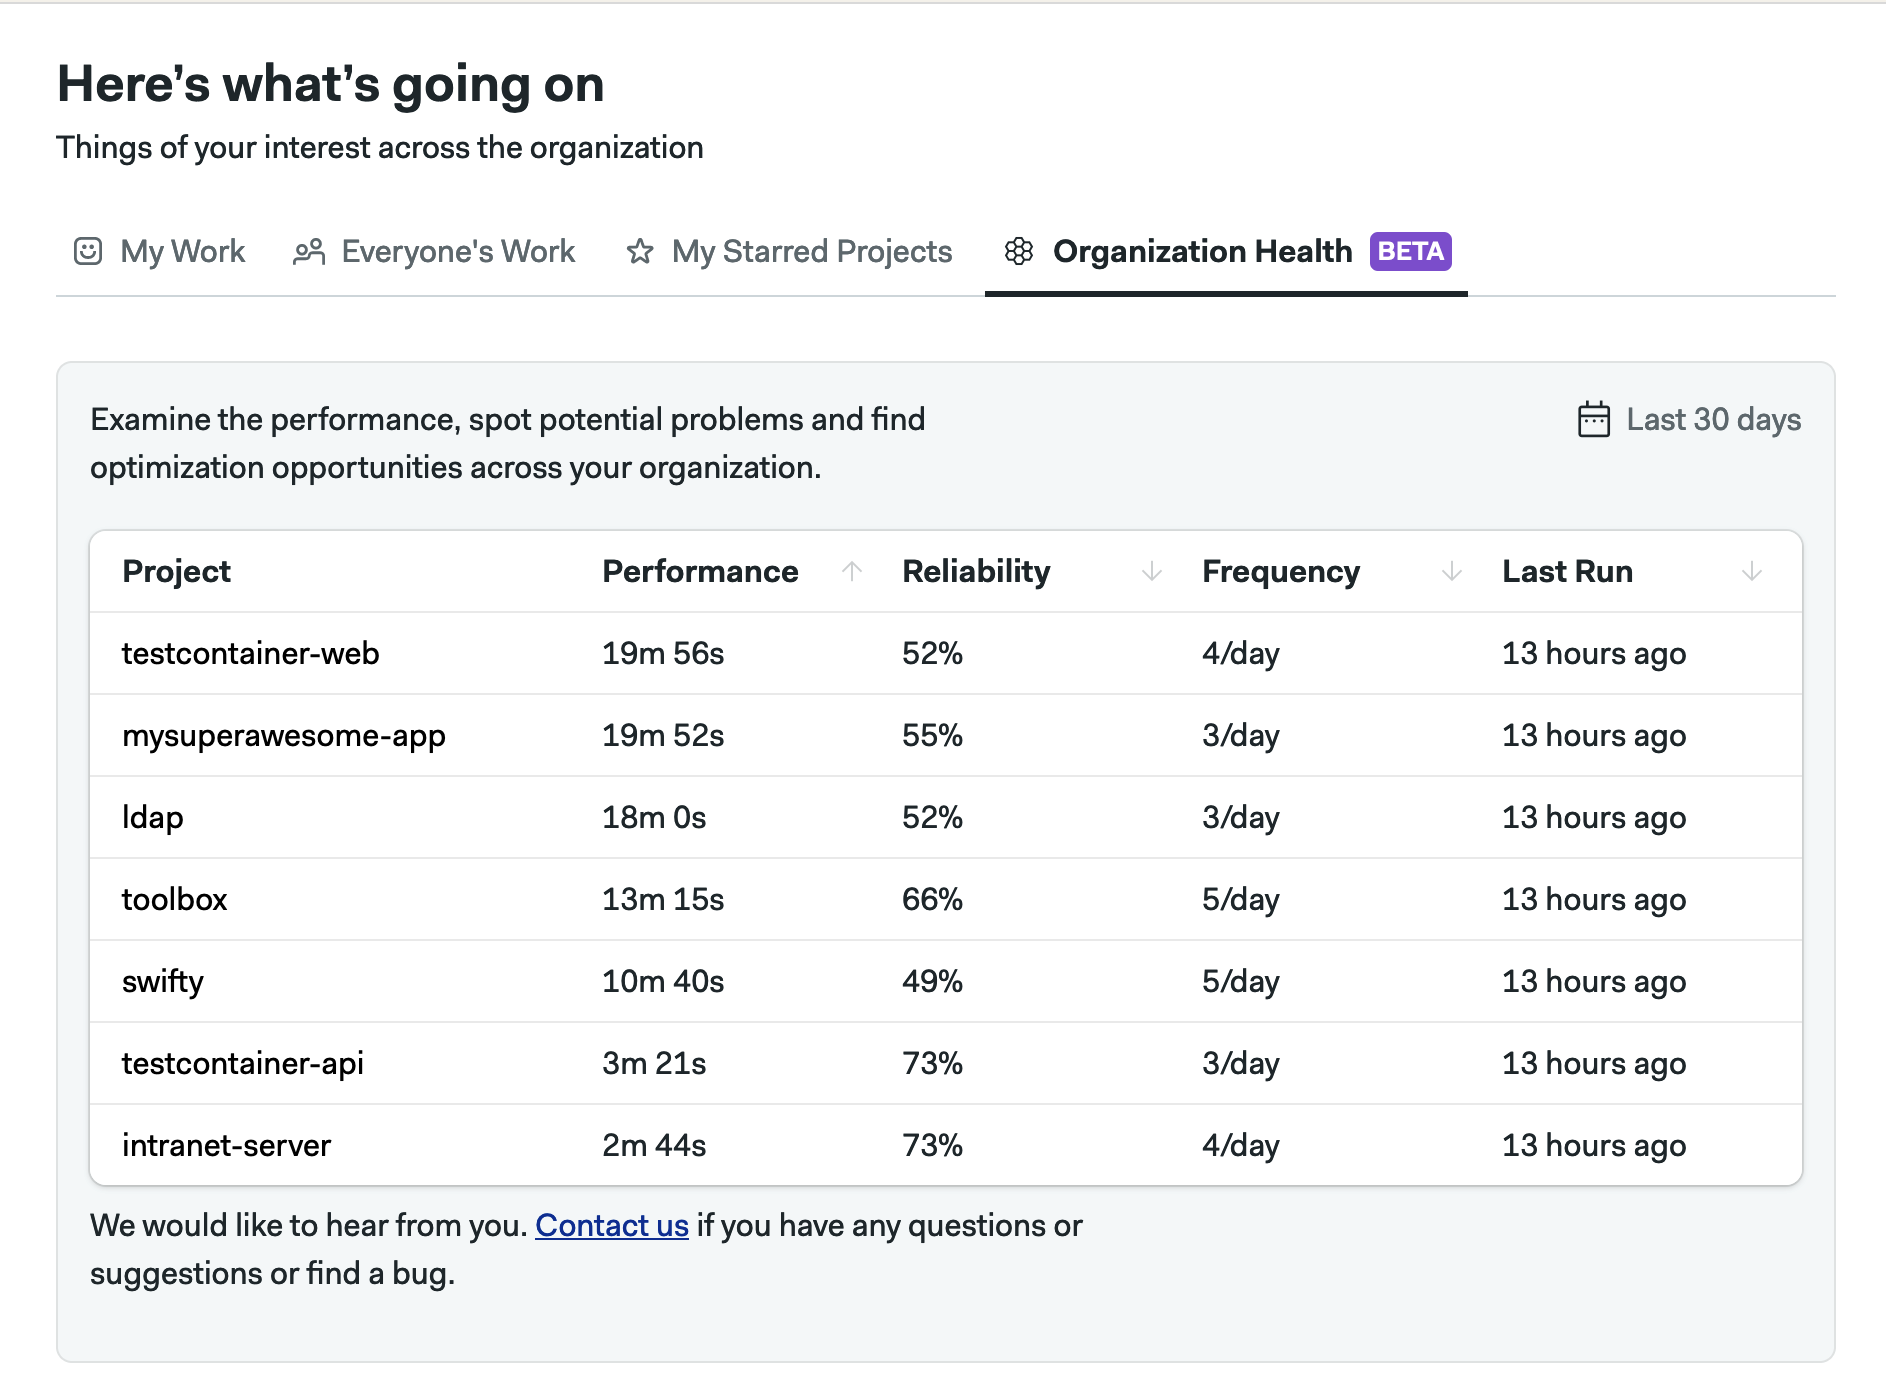 Here’s what’s going on
Things of your interest across the organization
My Work Everyone's Work My Starred Projects Organization Health BETA
Examine the performance, spot potential problems and find Last 30 days
optimization opportunities across your organization.
Project Performance Reliability Frequency Last Run
testcontainer-web 19m 56s 52% 4/day 13 hours ago
mysuperawesome-app 19m 52s 55% 3/day 13 hours ago
ldap 18m 0s 52% 3/day 13 hours ago
toolbox 13m 15s 66% 5/day 13 hours ago
swifty 10m 40s 49% 5/day 13 hours ago
testcontainer-api 3m 21s 73% 3/day 13 hours ago
intranet-server 2m 44s 73% 4/day 13 hours ago
We would like to hear from you. Contact us if you have any questions or
suggestions or find a bug.